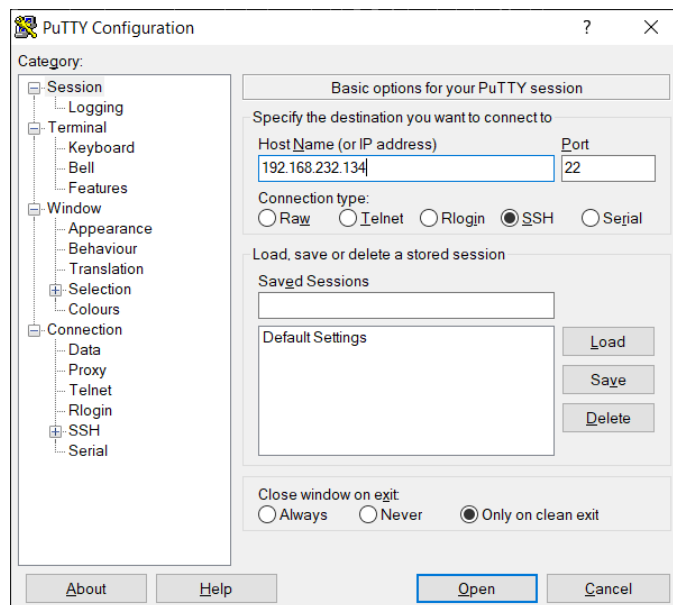 PuTTY Configuration
?
Category:
Session
Logging
Terminal
Keyboard
Bell
Features
Window
Appearance
Behaviour
Translation
Selection
Colours
Connection
Data
Proxy
Telnet
Rlogin
SSH
Serial
Basic options for your PuTTY session
Specify the destination you want to connect to
Host Name (or IP address) Port
192.168.232.134 22
Connection type:
Raw Telnet Rlogin SSH Serial
Load, save or delete a stored session
Saved Sessions
Default Settings
Load
Save
Delete
Close window on exit:
Always Never Only on clean exit
About Help Open Cancel